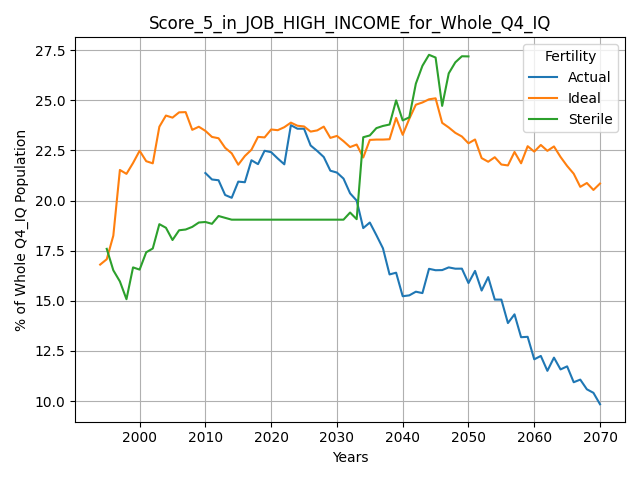 Score_5_in_JOB_HIGH_INCOME_for_Whole_Q4_IQ
Fertility
Actual
Ideal
Sterile
% of Whole Q4_IQ Population
27.5
25.0
22.5
20.0
17.5
15.0
12.5
10.0
2000 2010 2020 2030 2040 2050 2060 2070
Years